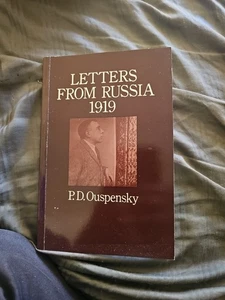 LETTERS
FROM RUSSIA
1919
P. D. Ouspensky